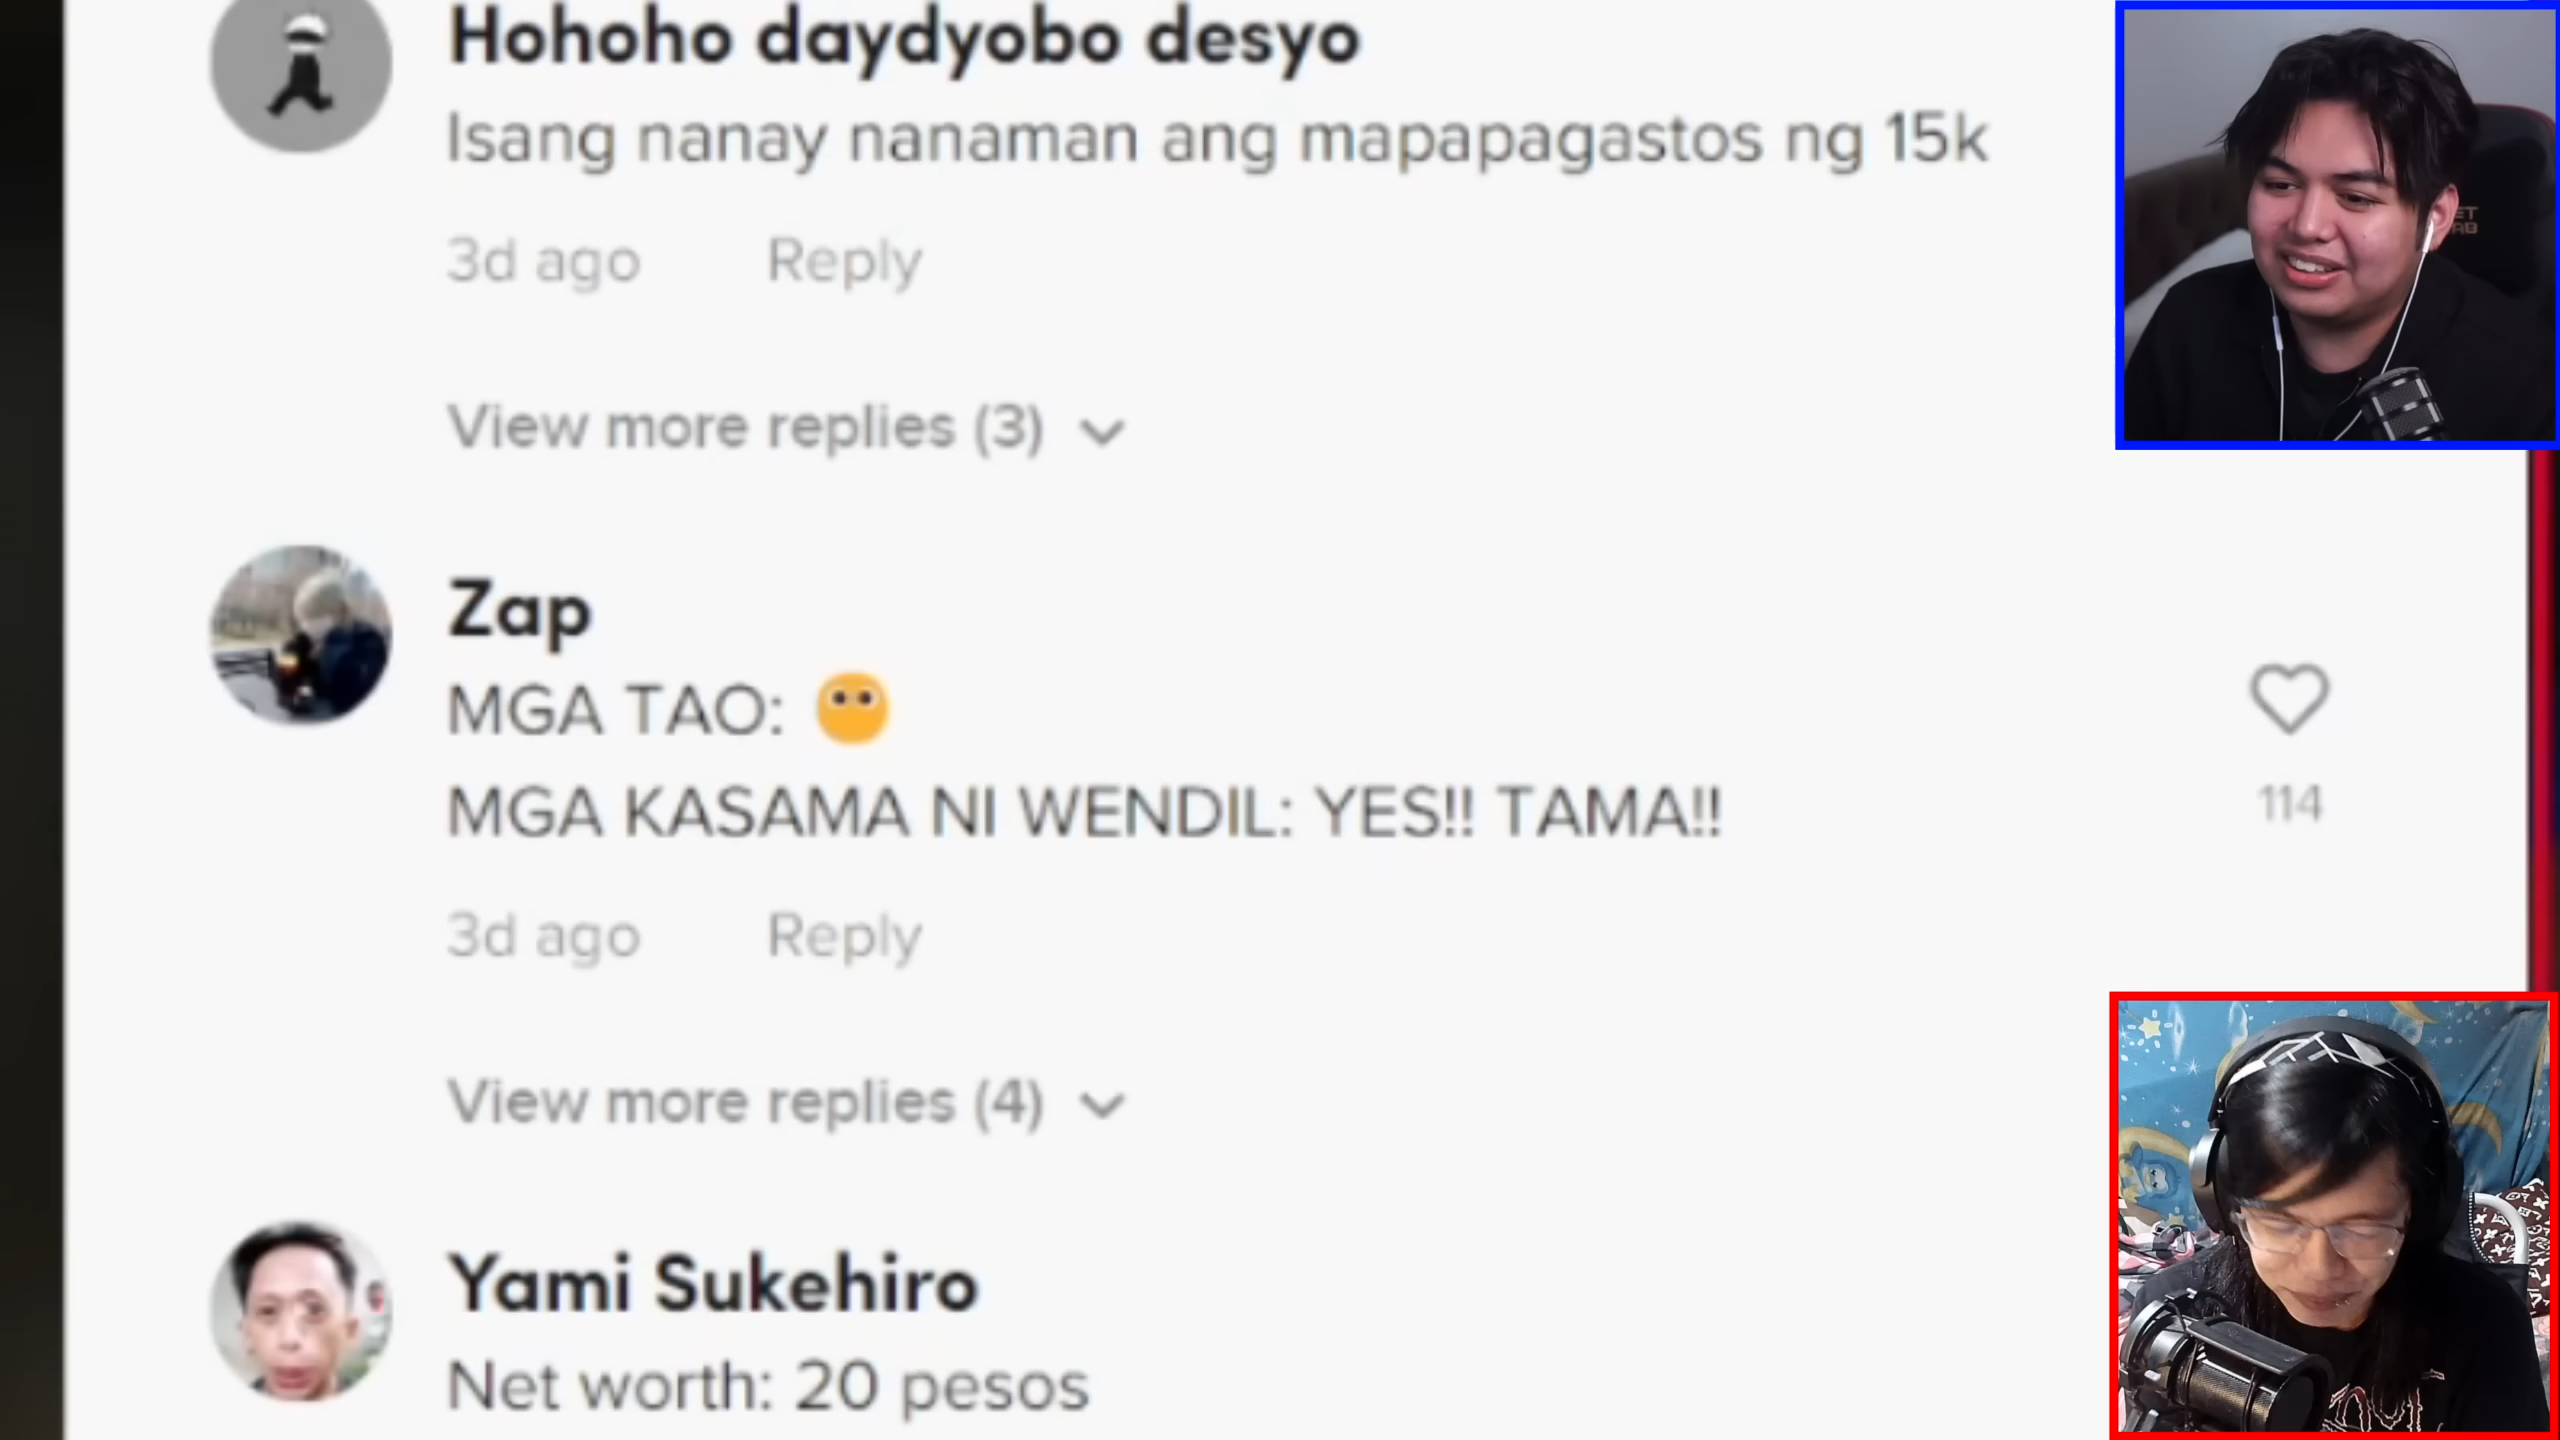 Hohoho daydyobo desyo
Isang nanay nanaman ang mapapagastos ng 15k
3d ago Reply
View more replies (3)
Zap
MGA TAO: 😶
MGA KASAMA NI WENDIL: YES!! TAMA!!
114
3d ago Reply
View more replies (4)
Yami Sukehiro
Net worth: 20 pesos